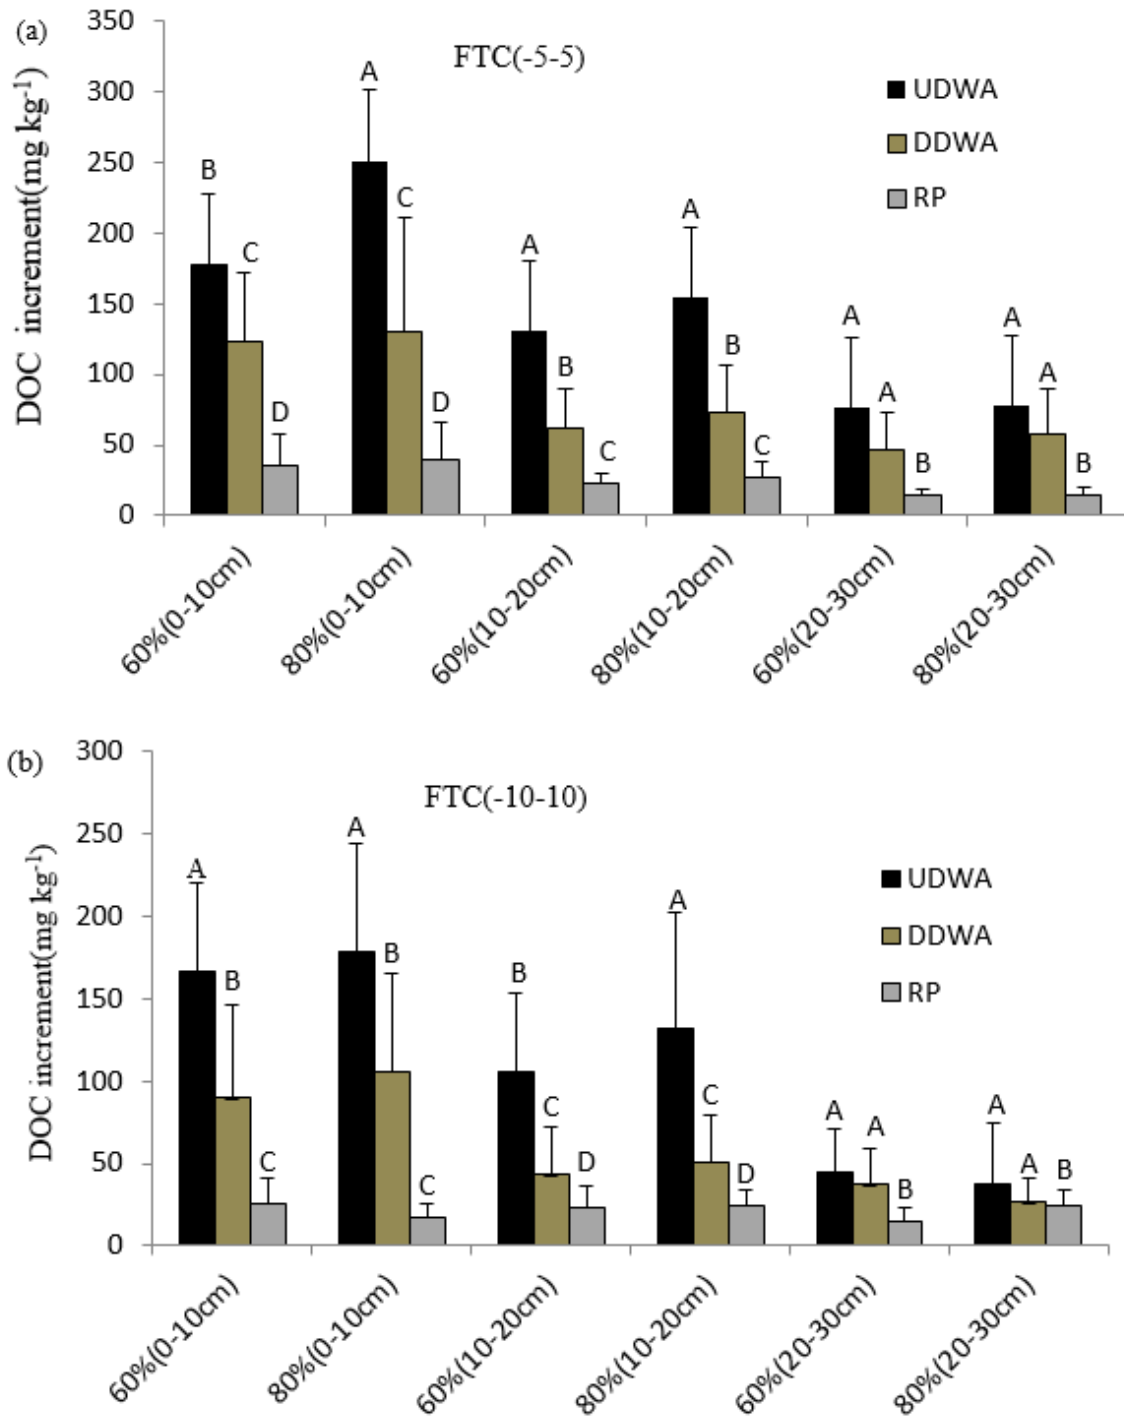 (a)
DOC increment(mg kg-1)
350
300
250
200
150
100
50
0
FTC(-5-5)
UDWA
DDWA
RP
B
C
D
A
C
D
A
B
C
A
B
C
A
A
B
A
A
B
60%(0-10cm)
80%(0-10cm)
60%(10-20cm)
80%(10-20cm)
60%(20-30cm)
80%(20-30cm)
(b)
DOC increment(mg kg-1)
300
250
200
150
100
50
0
FTC(-10-10)
UDWA
DDWA
RP
A
B
C
A
B
C
B
C
D
A
C
D
A
A
B
A
A
B
60%(0-10cm)
80%(0-10cm)
60%(10-20cm)
80%(10-20cm)
60%(20-30cm)
80%(20-30cm)